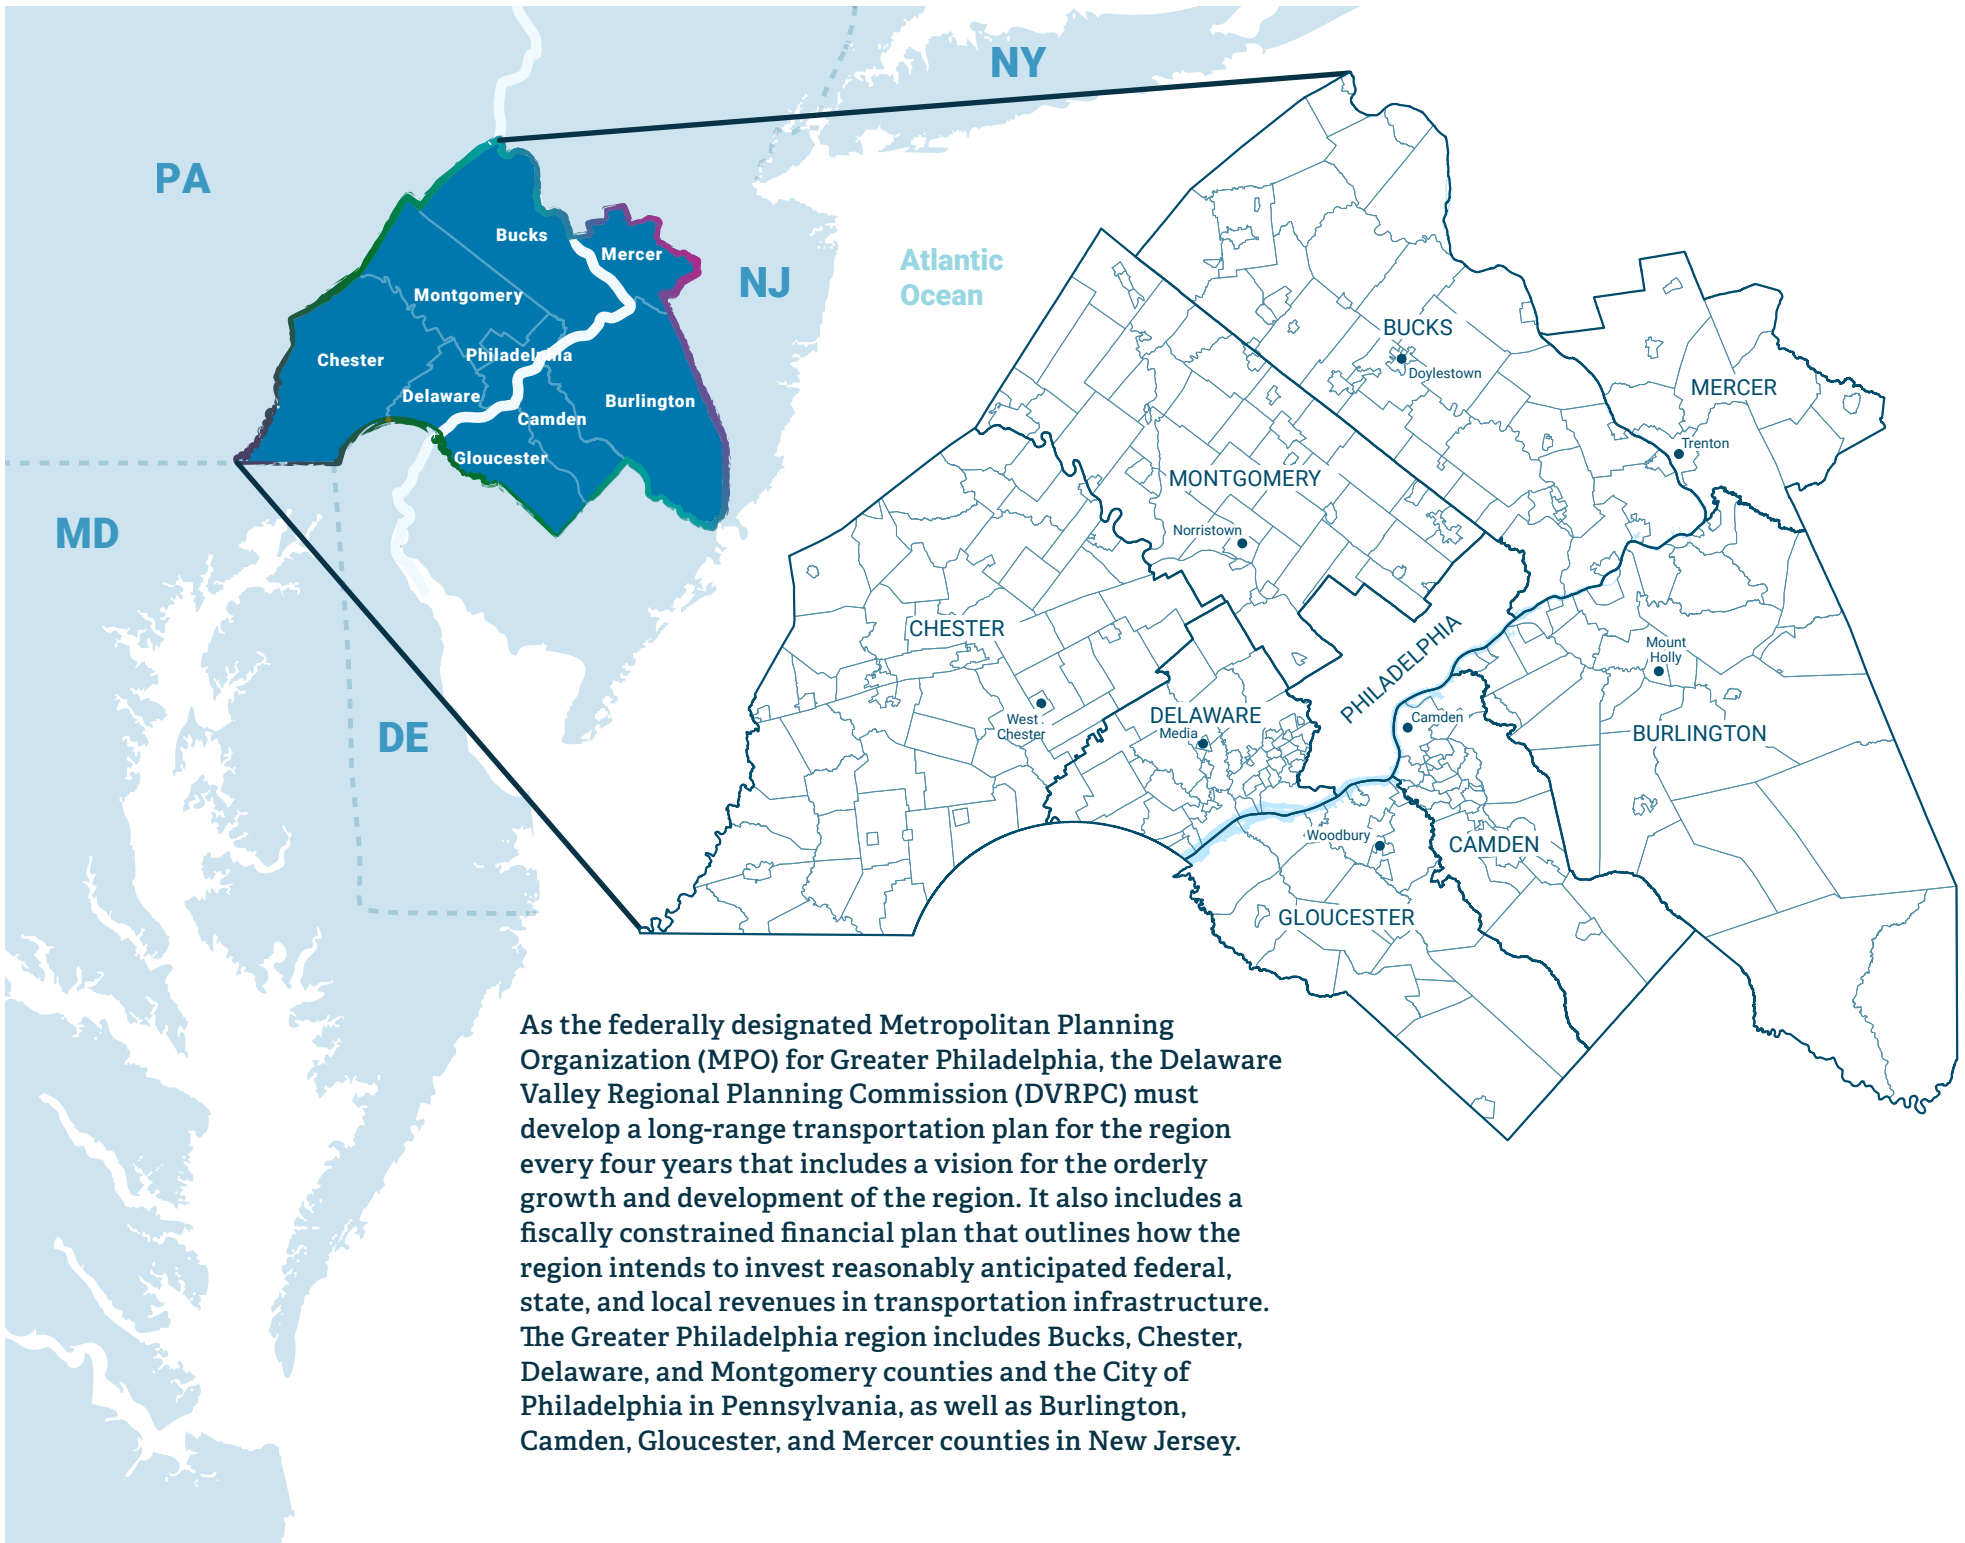 NY
PA
Bucks
Mercer
NJ
Atlantic
Ocean
Montgomery
Chester
Philadelphia
Delaware
Burlington
Camden
Gloucester
MD
DE
BUCKS
Doylestown
MERCER
Trenton
MONTGOMERY
Norristown
CHESTER
PHILADELPHIA
Mount
Holly
West
Chester
DELAWARE
Media
Camden
BURLINGTON
Woodbury
CAMDEN
GLOUCESTER
As the federally designated Metropolitan Planning
Organization (MPO) for Greater Philadelphia, the Delaware
Valley Regional Planning Commission (DVRPC) must
develop a long-range transportation plan for the region
every four years that includes a vision for the orderly
growth and development of the region. It also includes a
fiscally constrained financial plan that outlines how the
region intends to invest reasonably anticipated federal,
state, and local revenues in transportation infrastructure.
The Greater Philadelphia region includes Bucks, Chester,
Delaware, and Montgomery counties and the City of
Philadelphia in Pennsylvania, as well as Burlington,
Camden, Gloucester, and Mercer counties in New Jersey.